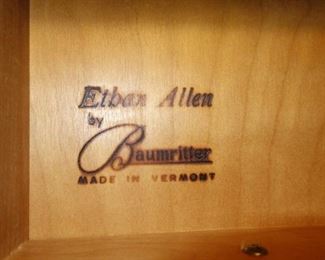 Ethan Allen
by
Baumritter
MADE IN VERMONT